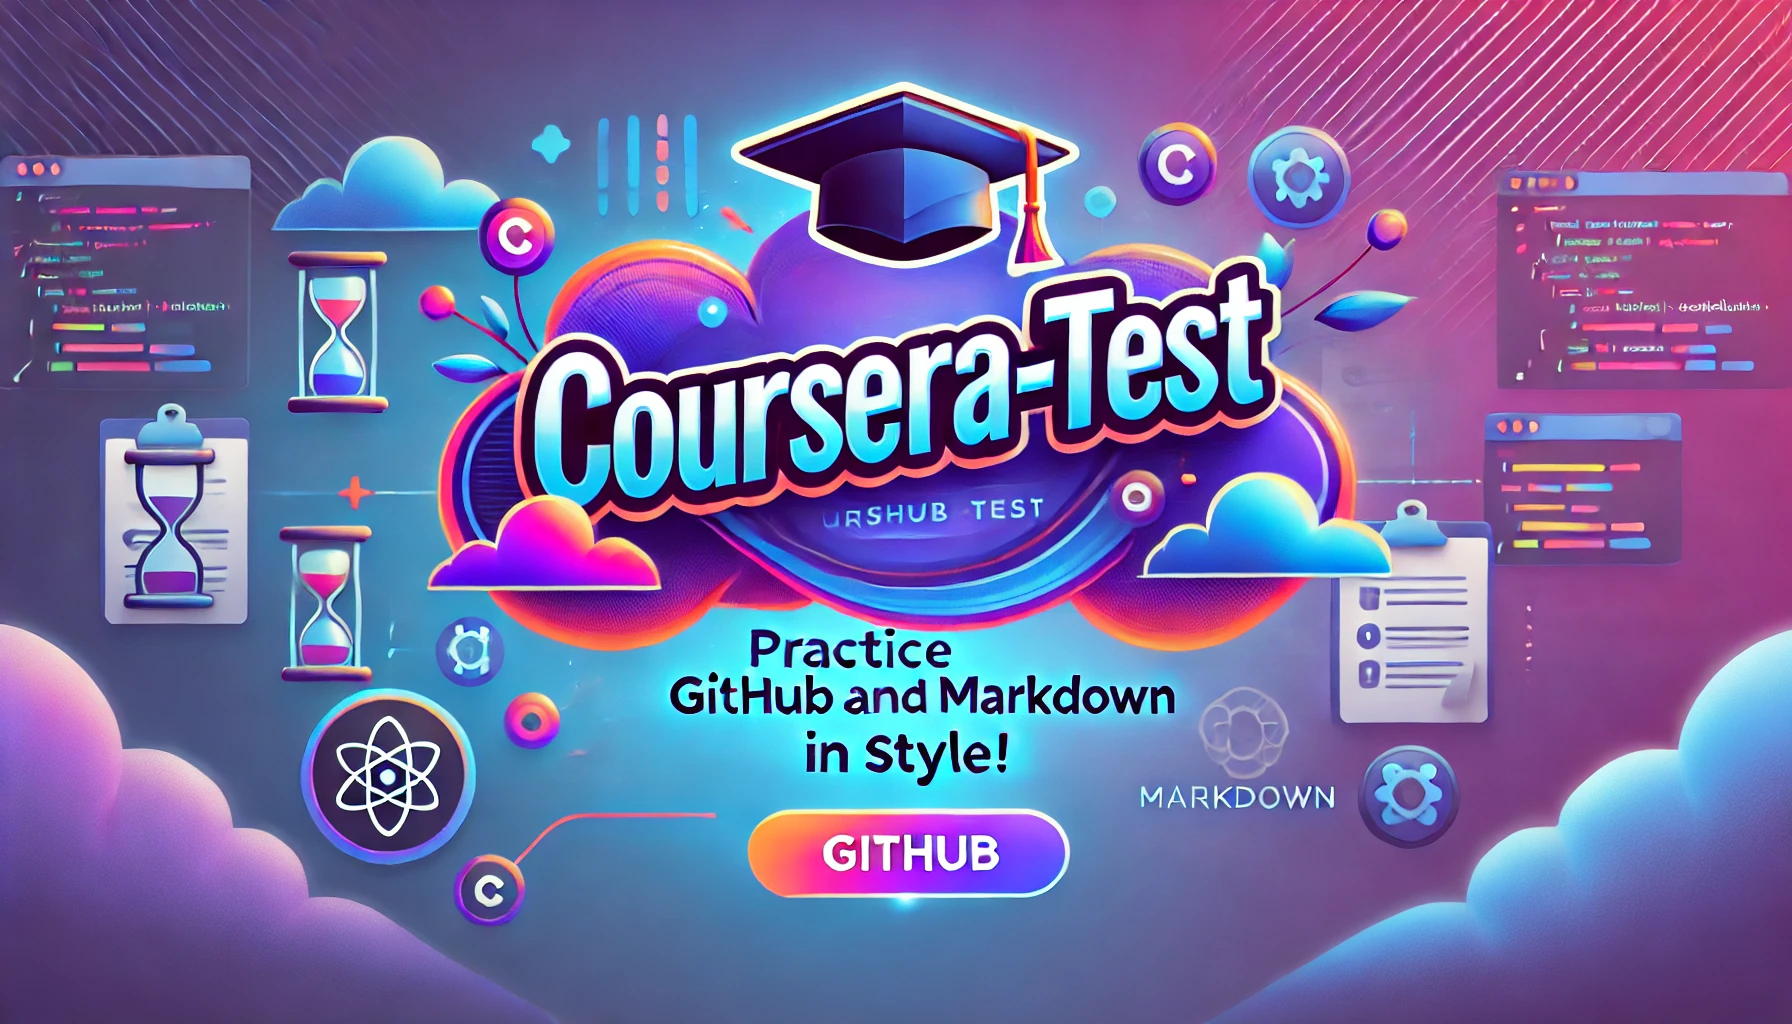 C
C
Coursera-Test
URSHUB TEST
Practice
GitHub and Markdown
in Style!
MARKDOWN
GITHUB
C